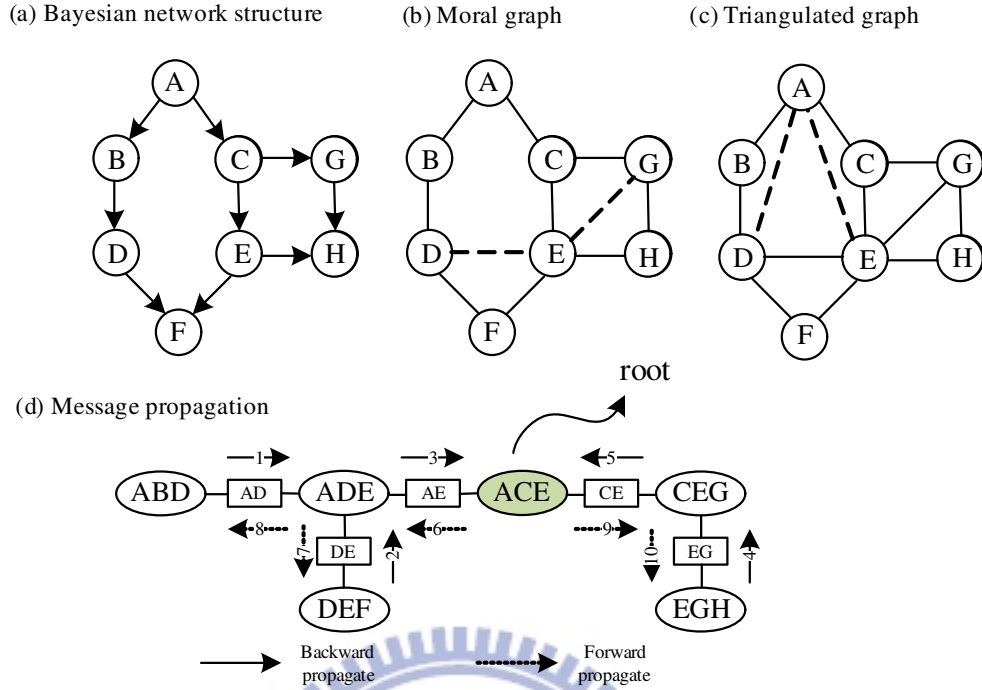 (a) Bayesian network structure
(b) Moral graph
(c) Triangulated graph
A
B
C
G
D
E
H
F
A
B
C
G
D
E
H
F
A
B
C
G
D
E
H
F
root
(d) Message propagation
1
3
5
ABD
AD
ADE
AE
ACE
CE
CEG
8
6
9
7
DE
2
10
EG
4
DEF
EGH
Backward
propagate
Forward
propagate